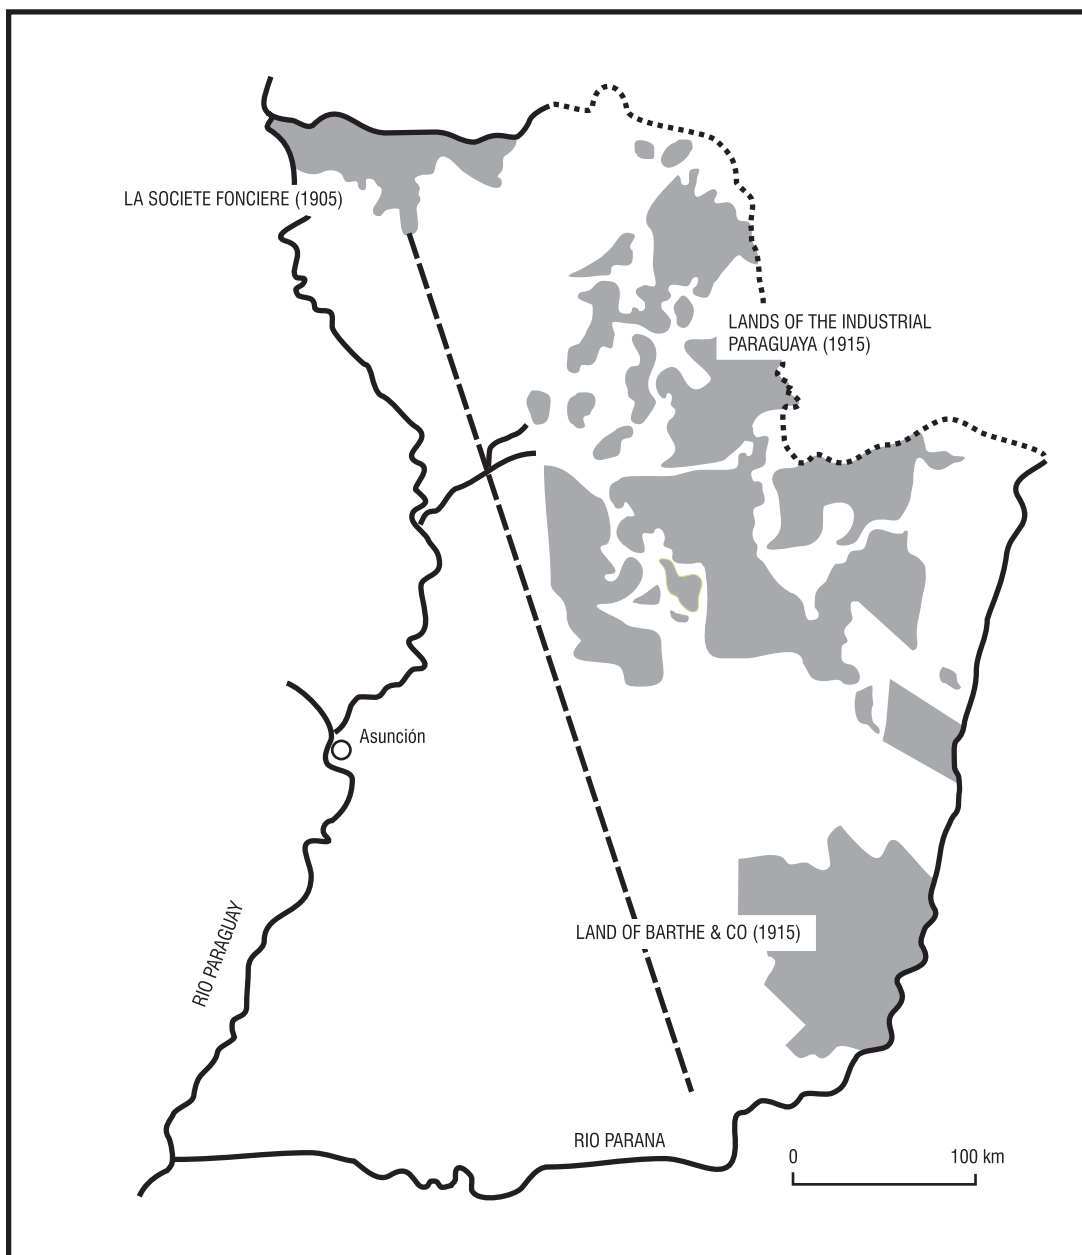 LA SOCIETE FONCIERE (1905)
LANDS OF THE INDUSTRIAL
PARAGUAYA (1915)
Asunción
RIO PARAGUAY
LAND OF BARTHE & CO (1915)
RIO PARANA
0 100 km